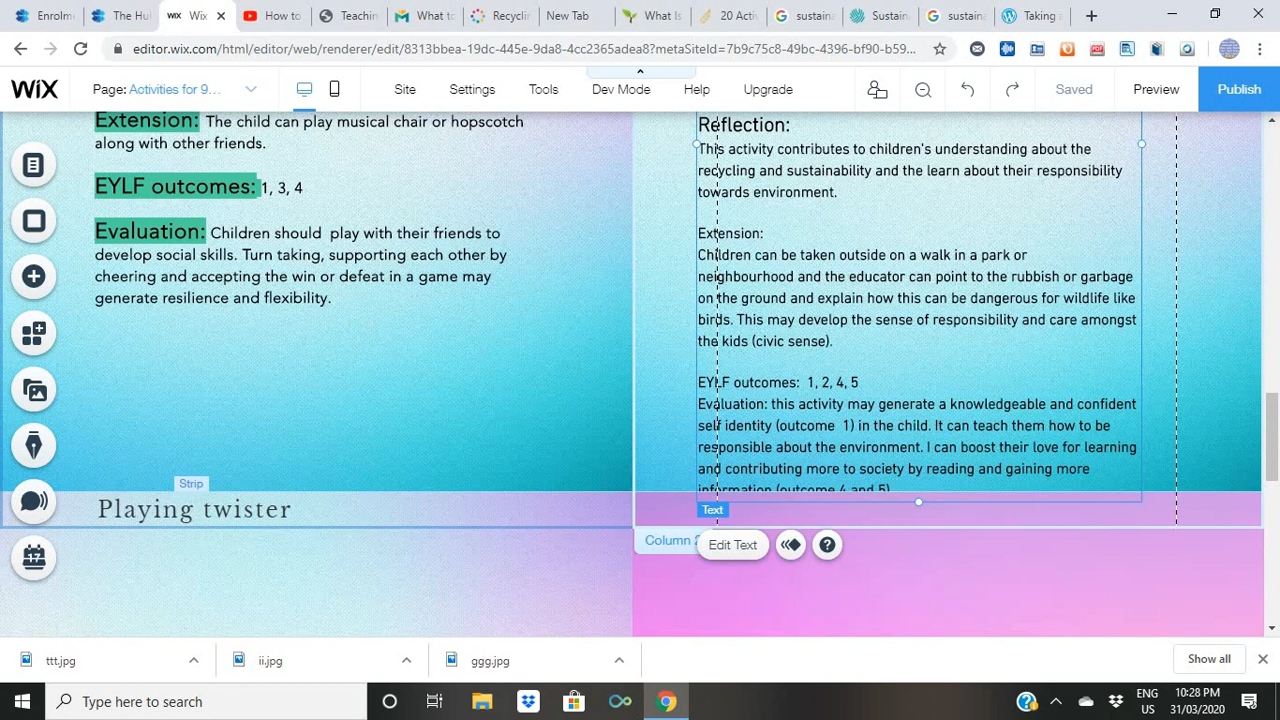 Enrolm
The Hu
Wix
How to
Teachin
What to
Recyclin
New Tab
What Is
20 Activ
sustaina
Sustain
sustaina
Taking a
editor.wix.com/html/editor/web/renderer/edit/8313bbea-19dc-445e-9da8-4cc2365adea8?metaSiteId=7b9c75c8-49bc-4396-bf90-b59...
WiX
Page: Activities for 9...
Site
Settings
Tools
Dev Mode
Help
Upgrade
Saved
Preview
Publish
Extension: The child can play musical chair or hopscotch
along with other friends.
EYLF outcomes: 1, 3, 4
Evaluation: Children should play with their friends to
develop social skills. Turn taking, supporting each other by
cheering and accepting the win or defeat in a game may
generate resilience and flexibility.
Strip
Playing twister
Reflection:
This activity contributes to children's understanding about the
recycling and sustainability and the learn about their responsibility
towards environment.
Extension:
Children can be taken outside on a walk in a park or
neighbourhood and the educator can point to the rubbish or garbage
on the ground and explain how this can be dangerous for wildlife like
birds. This may develop the sense of responsibility and care amongst
the kids (civic sense).
EYLF outcomes: 1, 2, 4, 5
Evaluation: this activity may generate a knowledgeable and confident
self identity (outcome 1) in the child. It can teach them how to be
responsible about the environment. I can boost their love for learning
and contributing more to society by reading and gaining more
information (outcome 4 and 5)
Text
Column 2
Edit Text
17
ttt.jpg
ii.jpg
ggg.jpg
Show all
Type here to search
ENG
US
10:28 PM
31/03/2020